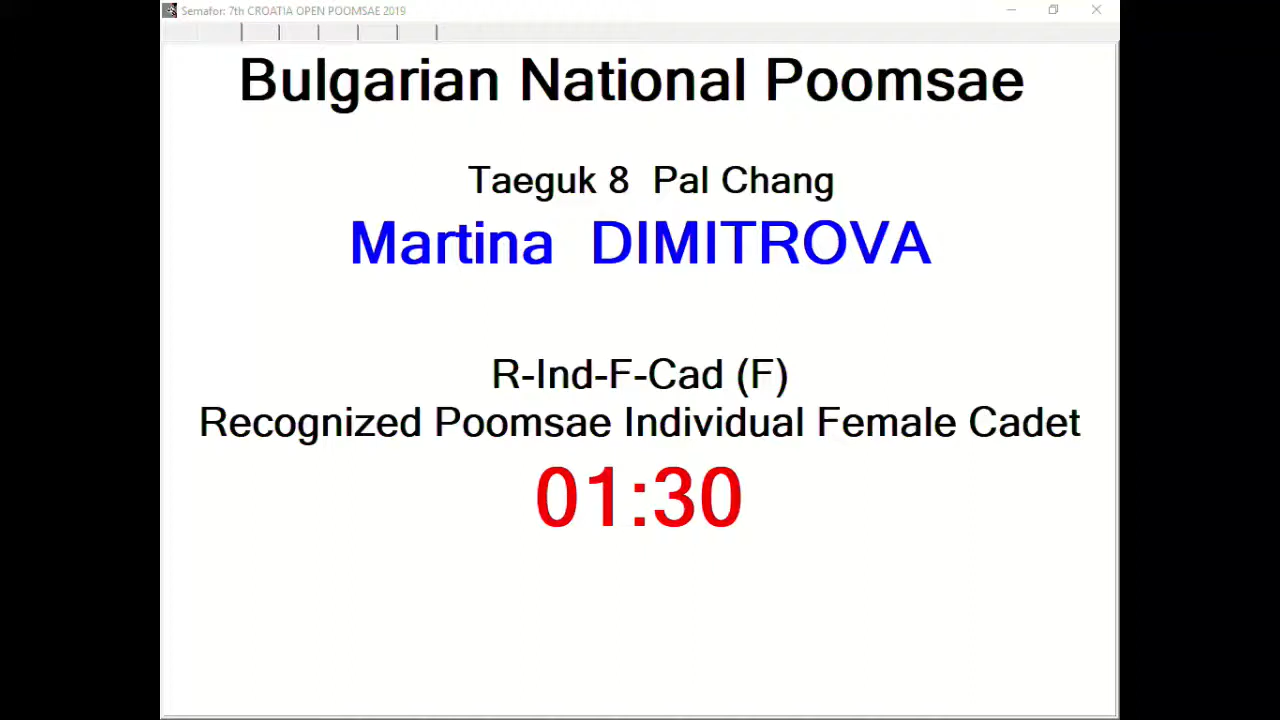 Semafor: 7th CROATIA OPEN POOMSAE 2019
Bulgarian National Poomsae
Taeguk 8 Pal Chang
Martina DIMITROVA
R-Ind-F-Cad (F)
Recognized Poomsae Individual Female Cadet
01:30